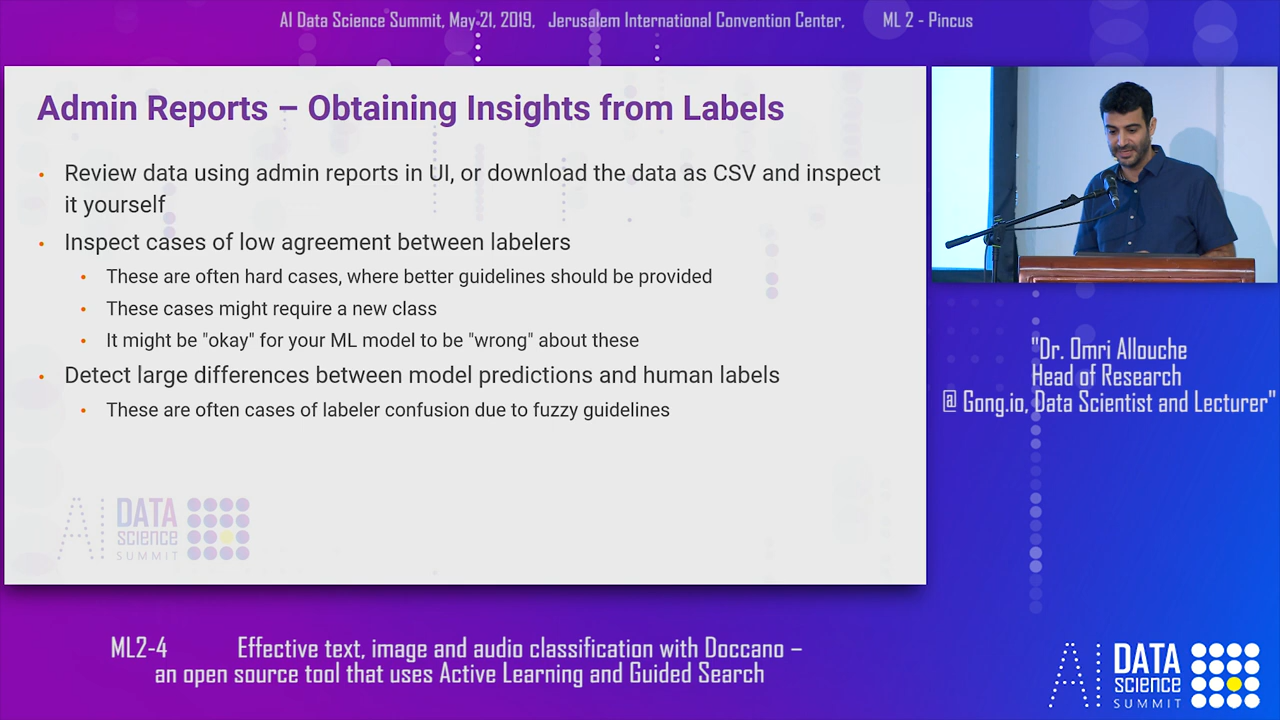 AI Data Science Summit, May 21, 2019, Jerusalem International Convention Center, ML 2 - Pincus
Admin Reports – Obtaining Insights from Labels
• Review data using admin reports in UI, or download the data as CSV and inspect
it yourself
• Inspect cases of low agreement between labelers
• These are often hard cases, where better guidelines should be provided
• These cases might require a new class
• It might be "okay" for your ML model to be "wrong" about these
• Detect large differences between model predictions and human labels
• These are often cases of labeler confusion due to fuzzy guidelines
AI DATA
science
SUMMIT
"Dr. Omri Allouche
Head of Research
@ Gong.io, Data Scientist and Lecturer"
ML2-4 Effective text, image and audio classification with Doccano –
an open source tool that uses Active Learning and Guided Search
AI DATA
science
SUMMIT